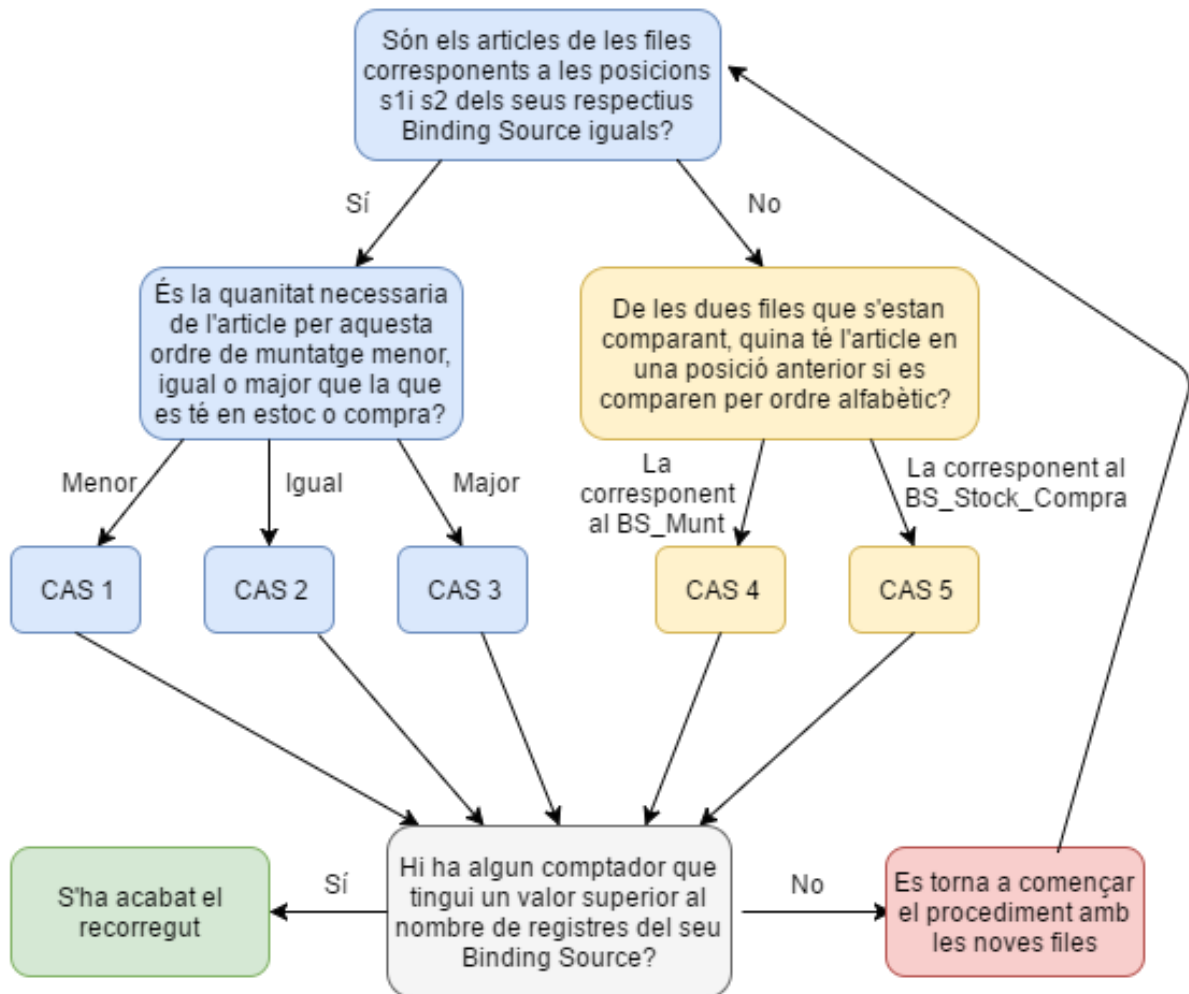 Són els articles de les files
corresponents a les posicions
s1i s2 dels seus respectius
Binding Source iguals?
Sí
No
És la quanitat necessaria
de l'article per aquesta
ordre de muntatge menor,
igual o major que la que
es té en estoc o compra?
De les dues files que s'estan
comparant, quina té l'article en
una posició anterior si es
comparen per ordre alfabètic?
Menor
Igual
Major
La
corresponent
al BS_Munt
La corresponent al
BS_Stock_Compra
CAS 1
CAS 2
CAS 3
CAS 4
CAS 5
S'ha acabat el
recorregut
Sí
Hi ha algun comptador que
tingui un valor superior al
nombre de registres del seu
Binding Source?
No
Es torna a començar
el procediment amb
les noves files